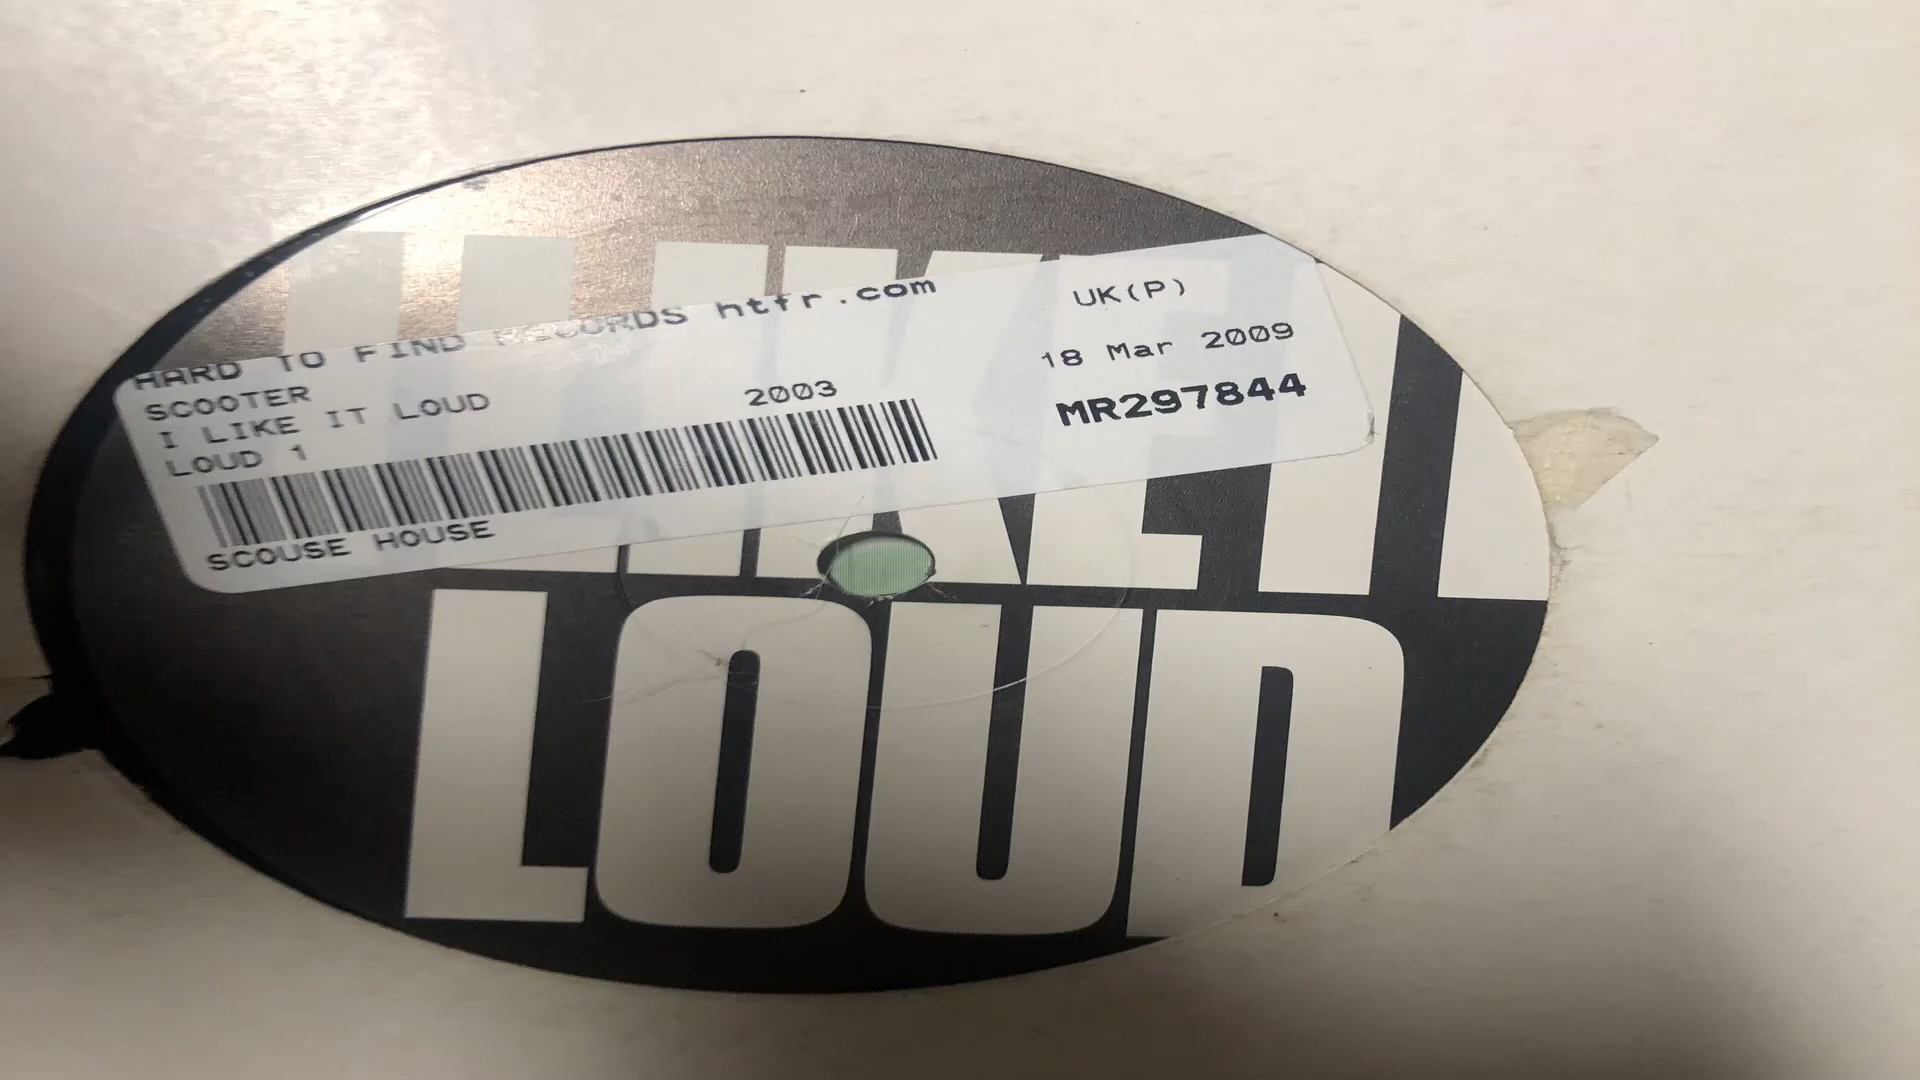 HARD TO FIND RECORDS htfr.com
UK(P)
SCOOTER
18 Mar 2009
I LIKE IT LOUD
2003
MR297844
LOUD 1
SCOUSE HOUSE
LIKE I
LOUD